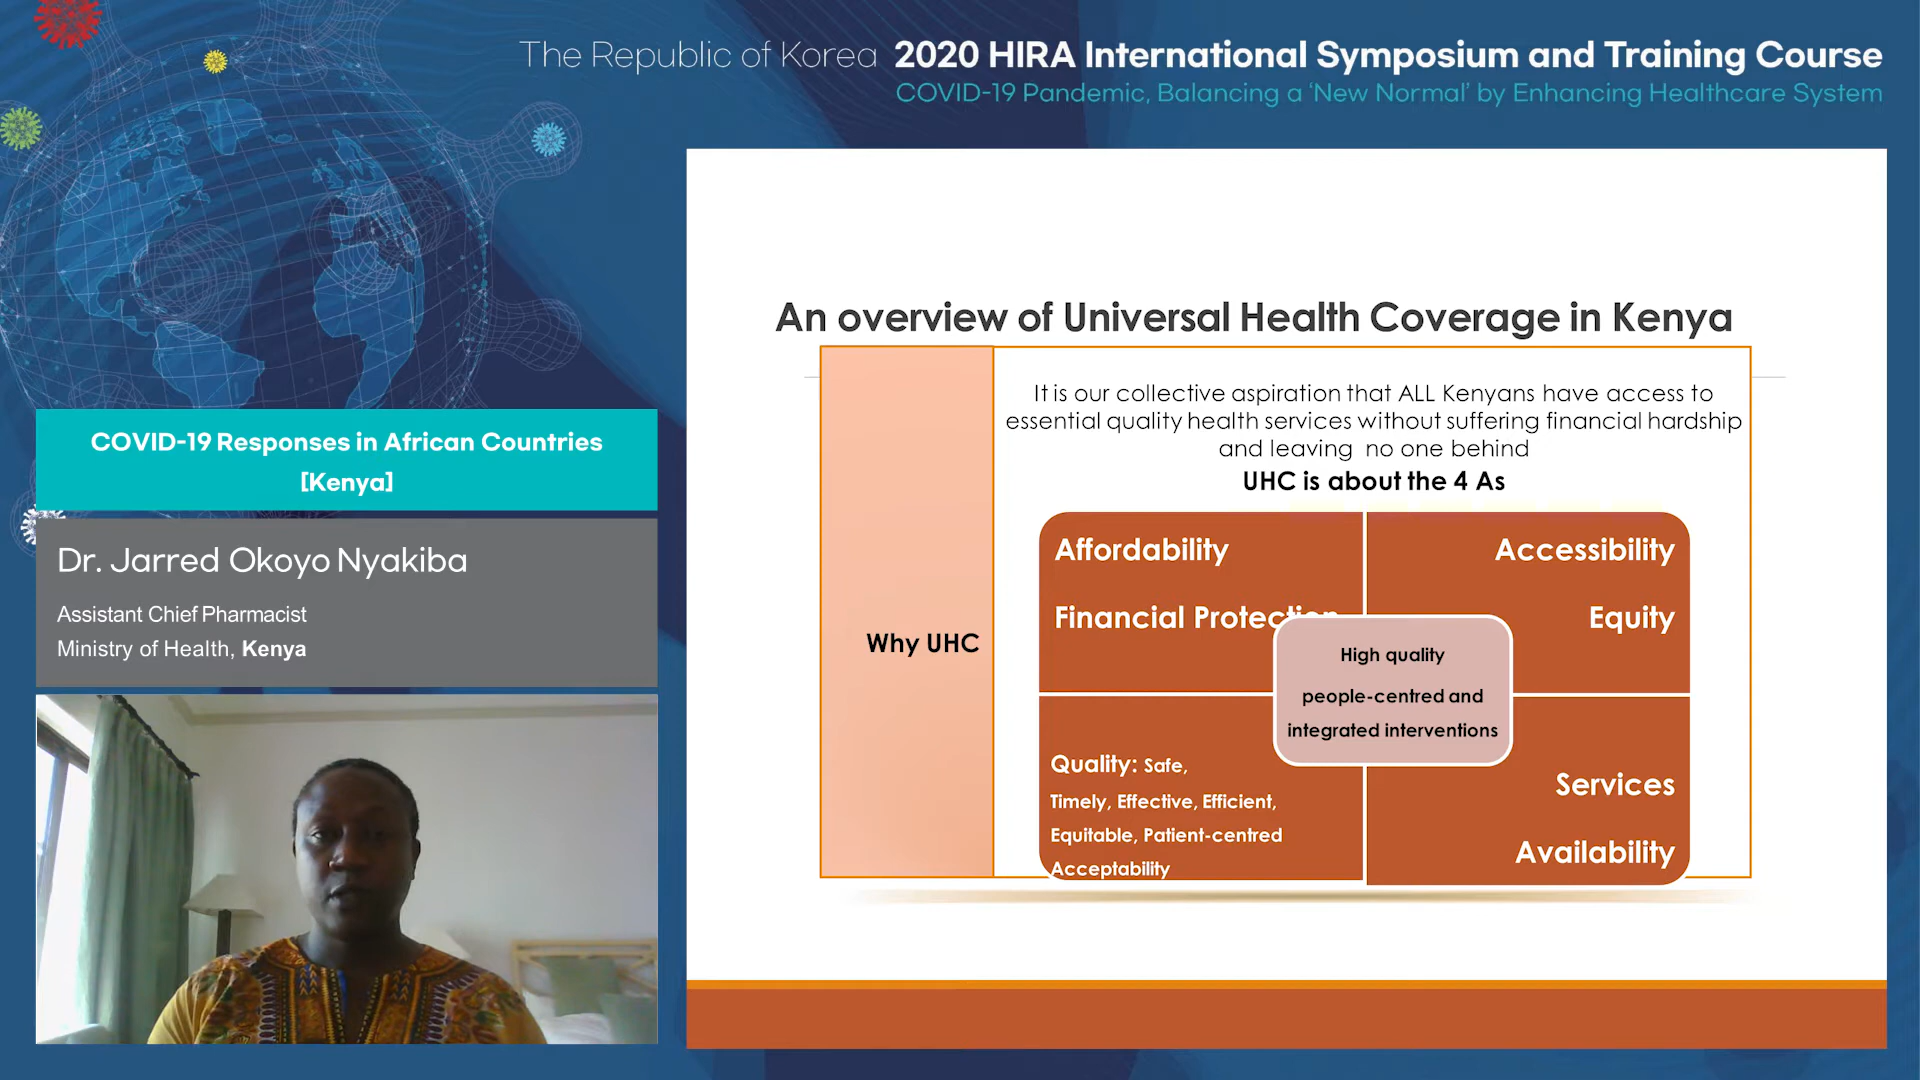 The Republic of Korea 2020 HIRA International Symposium and Training Course
COVID-19 Pandemic, Balancing a ‘New Normal’ by Enhancing Healthcare System
COVID-19 Responses in African Countries
[Kenya]
Dr. Jarred Okoyo Nyakiba
Assistant Chief Pharmacist
Ministry of Health, Kenya
An overview of Universal Health Coverage in Kenya
Why UHC
It is our collective aspiration that ALL Kenyans have access to
essential quality health services without suffering financial hardship
and leaving no one behind
UHC is about the 4 As
Affordability
Financial Protection
Accessibility
Equity
High quality
people-centred and
integrated interventions
Quality: Safe,
Timely, Effective, Efficient,
Equitable, Patient-centred
Acceptability
Services
Availability